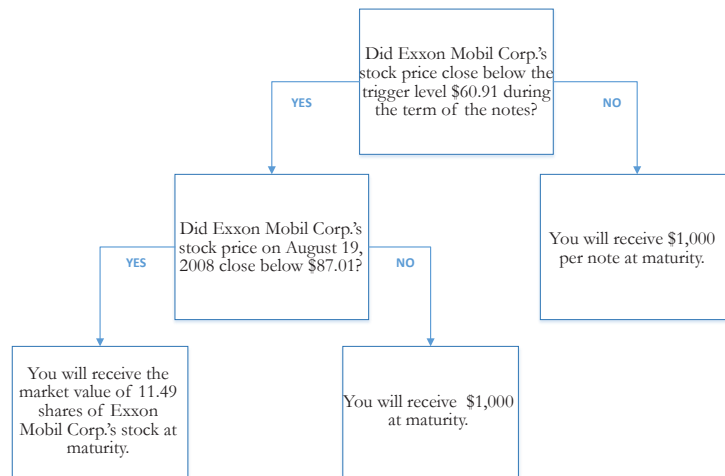 Did Exxon Mobil Corp.'s
stock price close below the
trigger level $60.91 during
the term of the notes?
YES
NO
Did Exxon Mobil Corp.'s
stock price on August 19,
2008 close below $87.01?
You will receive $1,000
per note at maturity.
YES
NO
You will receive the
market value of 11.49
shares of Exxon
Mobil Corp.'s stock at
maturity.
You will receive $1,000
at maturity.